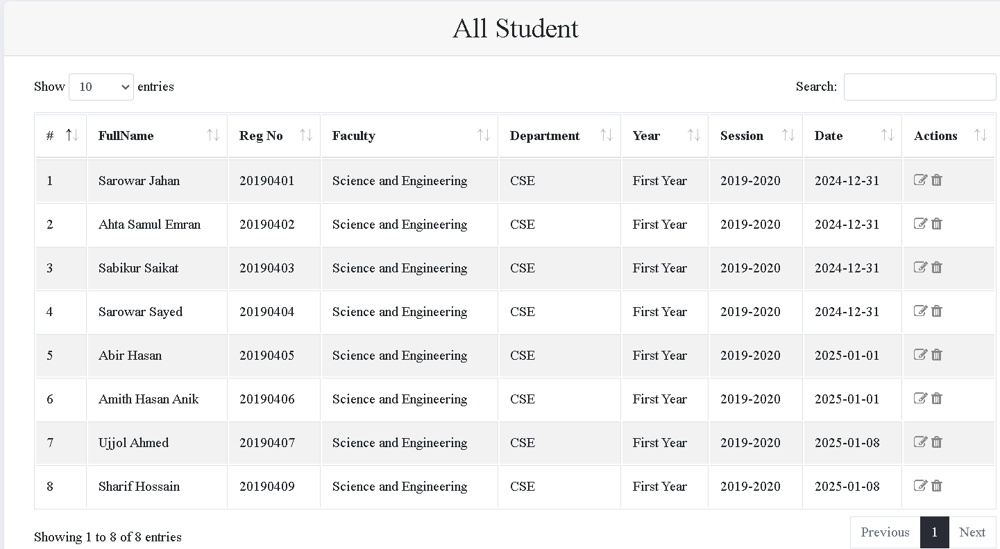 All Student
Show 10 entries Search:
# FullName Reg No Faculty Department Year Session Date Actions
1 Sarowar Jahan 20190401 Science and Engineering CSE First Year 2019-2020 2024-12-31
2 Ahta Samul Emran 20190402 Science and Engineering CSE First Year 2019-2020 2024-12-31
3 Sabikur Saikat 20190403 Science and Engineering CSE First Year 2019-2020 2024-12-31
4 Sarowar Sayed 20190404 Science and Engineering CSE First Year 2019-2020 2024-12-31
5 Abir Hasan 20190405 Science and Engineering CSE First Year 2019-2020 2025-01-01
6 Amith Hasan Anik 20190406 Science and Engineering CSE First Year 2019-2020 2025-01-01
7 Ujjol Ahmed 20190407 Science and Engineering CSE First Year 2019-2020 2025-01-08
8 Sharif Hossain 20190409 Science and Engineering CSE First Year 2019-2020 2025-01-08
Showing 1 to 8 of 8 entries Previous 1 Next